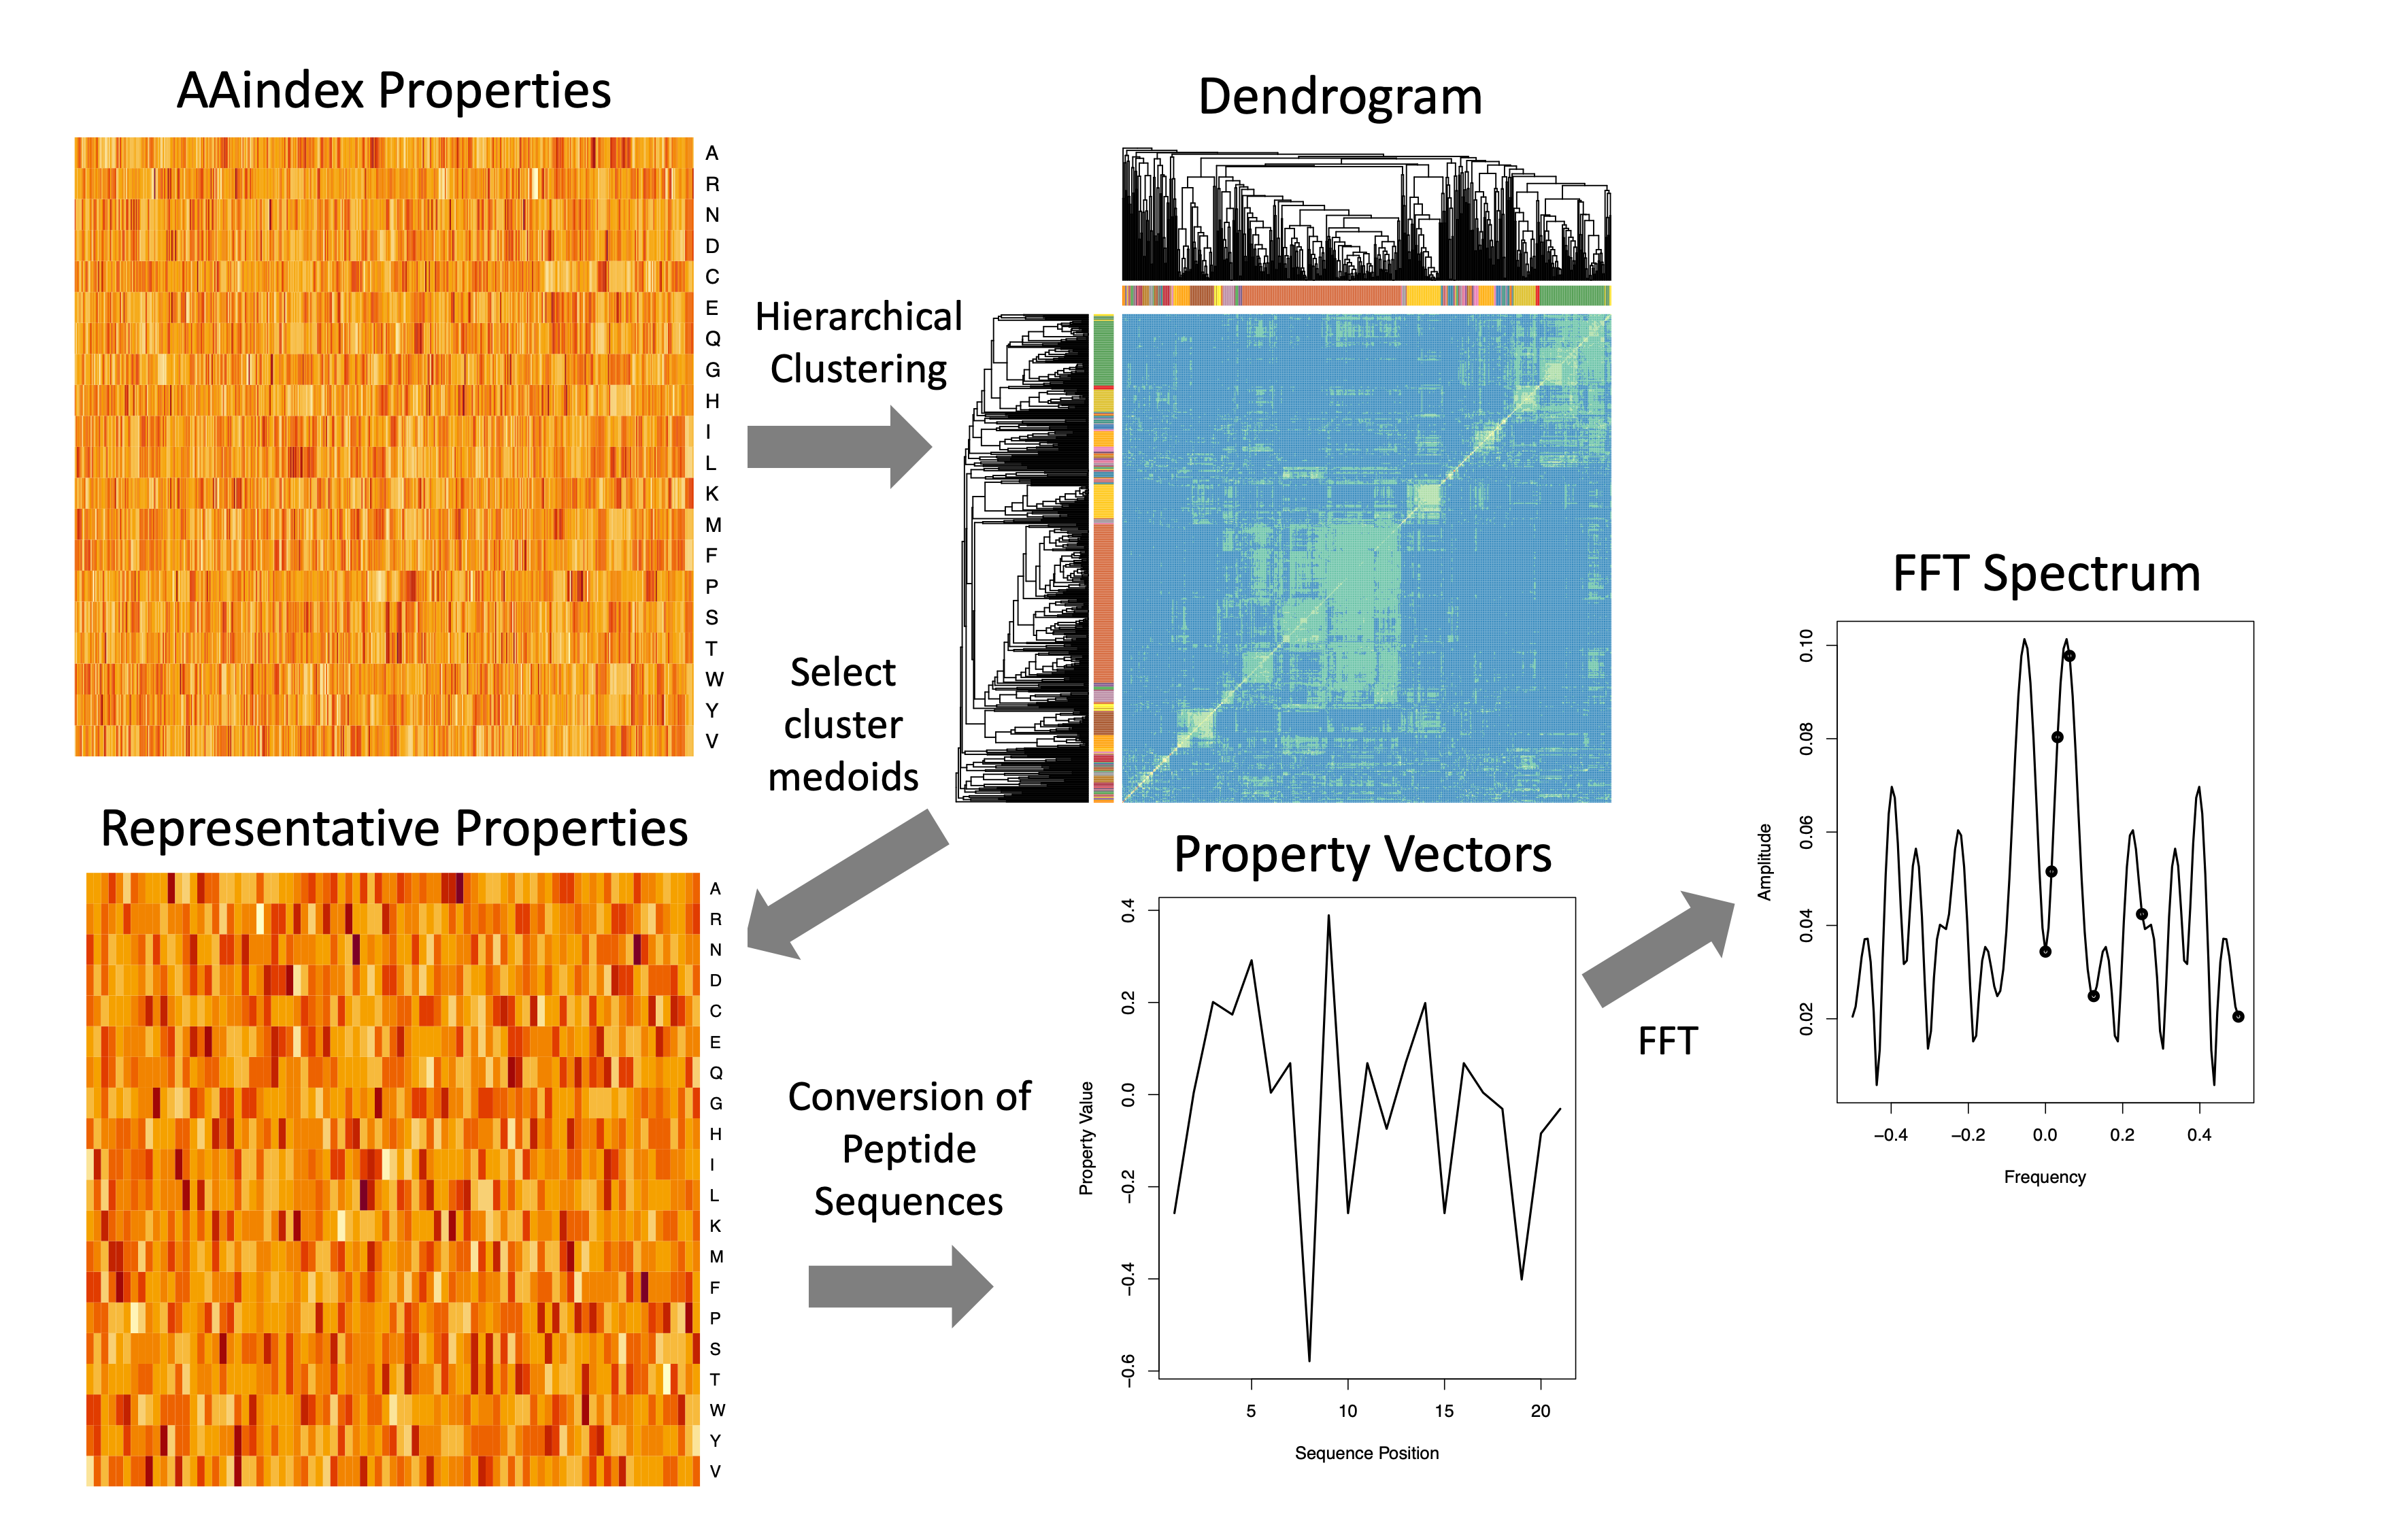 AAindex Properties
A
R
N
D
C
E
Q
G
H
I
L
K
M
F
P
S
T
W
Y
V
Hierarchical
Clustering
Dendrogram
Select
cluster
medoids
Representative Properties
A
R
N
D
C
E
Q
G
H
I
L
K
M
F
P
S
T
W
Y
V
Conversion of
Peptide
Sequences
Property Vectors
Property Value
0.4
0.2
0.0
−0.2
−0.4
−0.6
5 10 15 20
Sequence Position
FFT
FFT Spectrum
Amplitude
0.10
0.08
0.06
0.04
0.02
−0.4 −0.2 0.0 0.2 0.4
Frequency